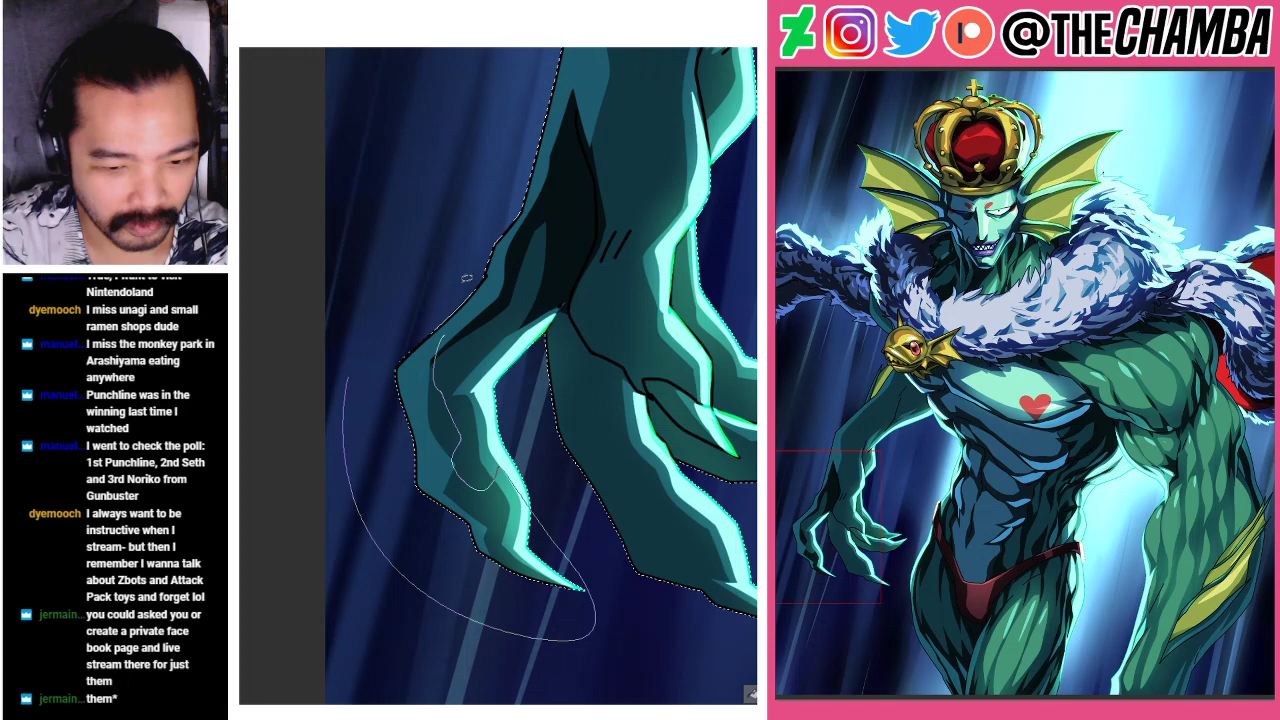 @THECHAMBA
True, I want to visit
Nintendoland
dyemooch I miss unagi and small
ramen shops dude
manuel... I miss the monkey park in
Arashiyama eating
anywhere
manuel... Punchline was in the
winning last time I
watched
manuel... I went to check the poll:
1st Punchline, 2nd Seth
and 3rd Noriko from
Gunbuster
dyemooch I always want to be
instructive when I
stream- but then I
remember I wanna talk
about Zbots and Attack
Pack toys and forget lol
jermain... you could asked you or
create a private face
book page and live
stream there for just
them
jermain... them*